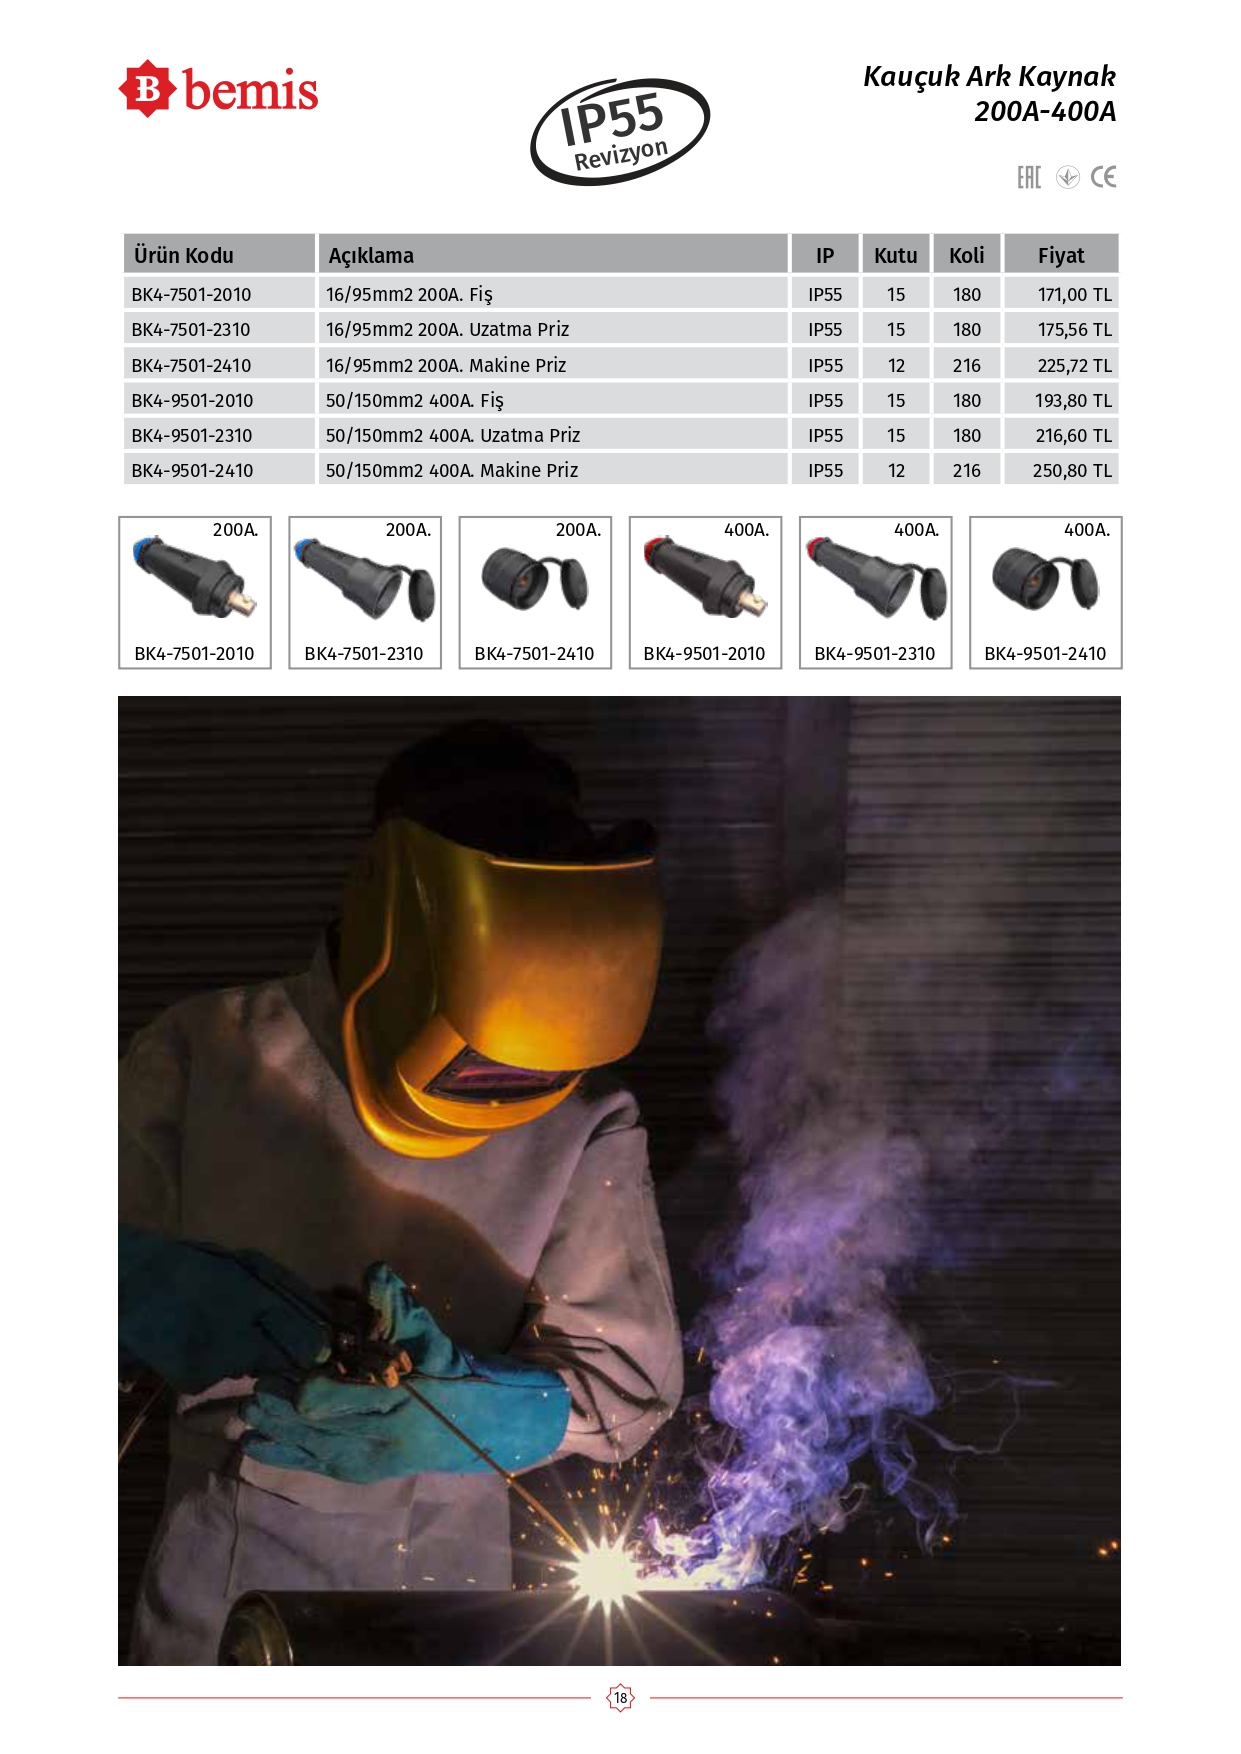 B bemis
IP55
Revizyon
Kauçuk Ark Kaynak
200A-400A
EAC CE
Ürün Kodu Açıklama IP Kutu Koli Fiyat
BK4-7501-2010 16/95mm2 200A. Fiş IP55 15 180 171,00 TL
BK4-7501-2310 16/95mm2 200A. Uzatma Priz IP55 15 180 175,56 TL
BK4-7501-2410 16/95mm2 200A. Makine Priz IP55 12 216 225,72 TL
BK4-9501-2010 50/150mm2 400A. Fiş IP55 15 180 193,80 TL
BK4-9501-2310 50/150mm2 400A. Uzatma Priz IP55 15 180 216,60 TL
BK4-9501-2410 50/150mm2 400A. Makine Priz IP55 12 216 250,80 TL
200A. 200A. 200A. 400A. 400A. 400A.
BK4-7501-2010 BK4-7501-2310 BK4-7501-2410 BK4-9501-2010 BK4-9501-2310 BK4-9501-2410
18